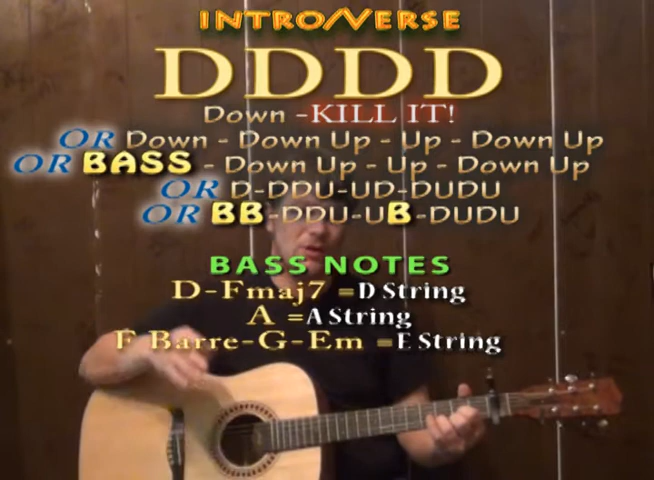 INTRO/VERSE
DDDD
Down -KILL IT!
OR Down - Down Up - Up - Down Up
OR BASS - Down Up - Up - Down Up
OR D-DDU-UD-DUDU
OR BB-DDU-UB-DUDU
BASS NOTES
D-Fmaj7 =D String
A =A String
F Barre-G-Em =E String